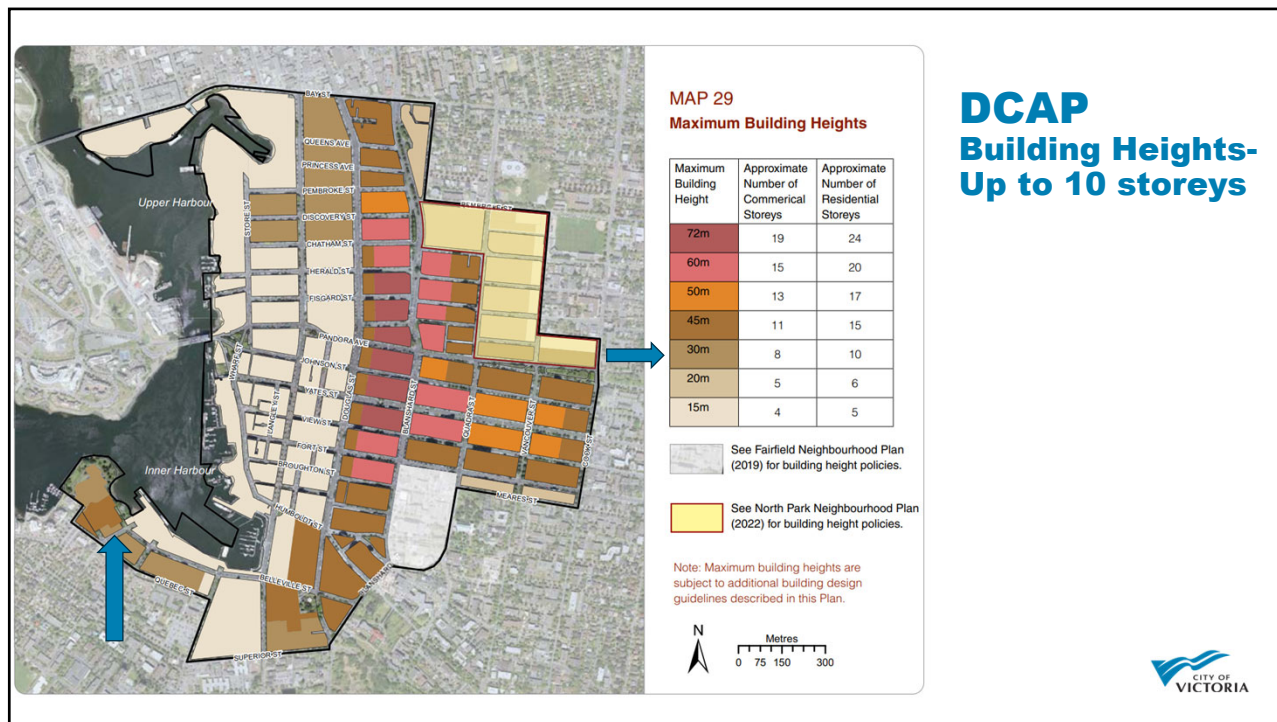 BAY ST
QUEENS AVE
PRINCESS AVE
PEMBROKE ST
DISCOVERY ST
CHATHAM ST
HERALD ST
FISGARD ST
PANDORA AVE
JOHNSON ST
YATES ST
VIEW ST
FORT ST
BROUGHTON ST
HUMBOLDT ST
BELLEVILLE ST
QUEBEC ST
SUPERIOR ST
MEARES ST
STORE ST
WHARF ST
LANGLEY ST
DOUGLAS ST
BLANSHARD ST
QUADRA ST
VANCOUVER ST
COOK ST
Upper Harbour
Inner Harbour
MAP 29
Maximum Building Heights
Maximum Building Height
Approximate Number of Commerical Storeys
Approximate Number of Residential Storeys
72m 19 24
60m 15 20
50m 13 17
45m 11 15
30m 8 10
20m 5 6
15m 4 5
See Fairfield Neighbourhood Plan
(2019) for building height policies.
See North Park Neighbourhood Plan
(2022) for building height policies.
Note: Maximum building heights are
subject to additional building design
guidelines described in this Plan.
N
Metres
0 75 150 300
DCAP
Building Heights-
Up to 10 storeys
CITY OF
VICTORIA